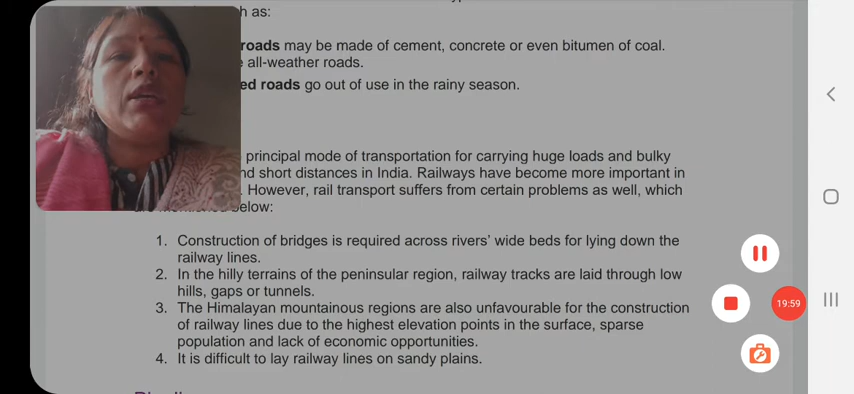 h as:
roads may be made of cement, concrete or even bitumen of coal.
all-weather roads.
ed roads go out of use in the rainy season.
principal mode of transportation for carrying huge loads and bulky
nd short distances in India. Railways have become more important in
However, rail transport suffers from certain problems as well, which
are mentioned below:
1. Construction of bridges is required across rivers' wide beds for lying down the
railway lines.
2. In the hilly terrains of the peninsular region, railway tracks are laid through low
hills, gaps or tunnels.
3. The Himalayan mountainous regions are also unfavourable for the construction
of railway lines due to the highest elevation points in the surface, sparse
population and lack of economic opportunities.
4. It is difficult to lay railway lines on sandy plains.
19:59